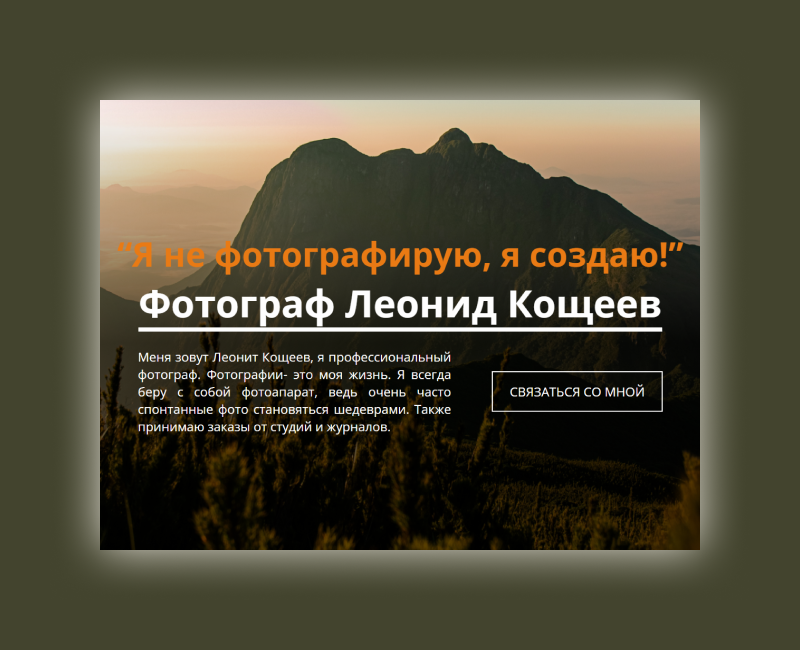 ”Я не фотографирую, я создаю!”
Фотограф Леонид Кощеев
Меня зовут Леонит Кощеев, я профессиональный
фотограф. Фотографии- это моя жизнь. Я всегда
беру с собой фотоапарат, ведь очень часто
спонтанные фото становяться шедеврами. Также
принимаю заказы от студий и журналов.
СВЯЗАТЬСЯ СО МНОЙ